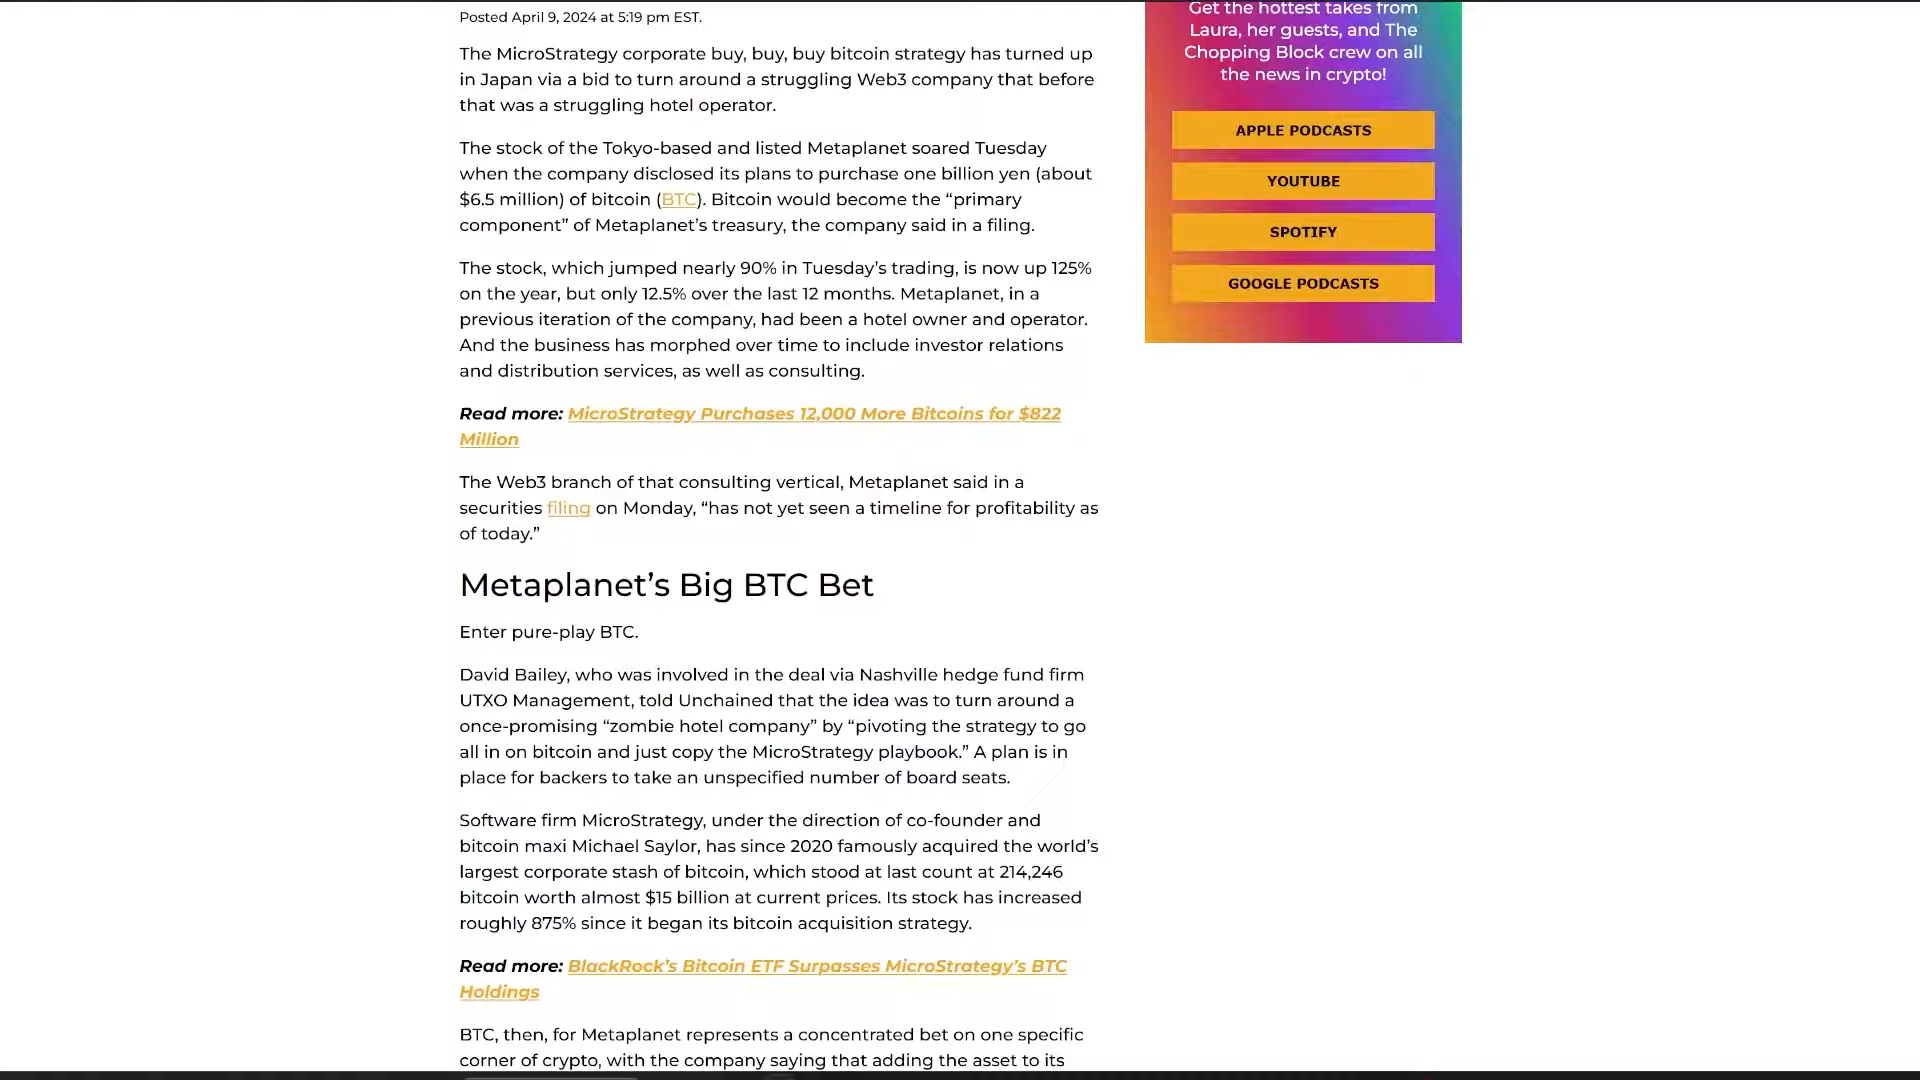 Posted April 9, 2024 at 5:19 pm EST.
The MicroStrategy corporate buy, buy, buy bitcoin strategy has turned up
in Japan via a bid to turn around a struggling Web3 company that before
that was a struggling hotel operator.
The stock of the Tokyo-based and listed Metaplanet soared Tuesday
when the company disclosed its plans to purchase one billion yen (about
$6.5 million) of bitcoin (BTC). Bitcoin would become the “primary
component” of Metaplanet’s treasury, the company said in a filing.
The stock, which jumped nearly 90% in Tuesday’s trading, is now up 125%
on the year, but only 12.5% over the last 12 months. Metaplanet, in a
previous iteration of the company, had been a hotel owner and operator.
And the business has morphed over time to include investor relations
and distribution services, as well as consulting.
Read more: MicroStrategy Purchases 12,000 More Bitcoins for $822
Million
The Web3 branch of that consulting vertical, Metaplanet said in a
securities filing on Monday, “has not yet seen a timeline for profitability as
of today.”
Metaplanet’s Big BTC Bet
Enter pure-play BTC.
David Bailey, who was involved in the deal via Nashville hedge fund firm
UTXO Management, told Unchained that the idea was to turn around a
once-promising “zombie hotel company” by “pivoting the strategy to go
all in on bitcoin and just copy the MicroStrategy playbook.” A plan is in
place for backers to take an unspecified number of board seats.
Software firm MicroStrategy, under the direction of co-founder and
bitcoin maxi Michael Saylor, has since 2020 famously acquired the world’s
largest corporate stash of bitcoin, which stood at last count at 214,246
bitcoin worth almost $15 billion at current prices. Its stock has increased
roughly 875% since it began its bitcoin acquisition strategy.
Read more: BlackRock’s Bitcoin ETF Surpasses MicroStrategy’s BTC
Holdings
BTC, then, for Metaplanet represents a concentrated bet on one specific
corner of crypto, with the company saying that adding the asset to its
Get the hottest takes from
Laura, her guests, and The
Chopping Block crew on all
the news in crypto!
APPLE PODCASTS
YOUTUBE
SPOTIFY
GOOGLE PODCASTS